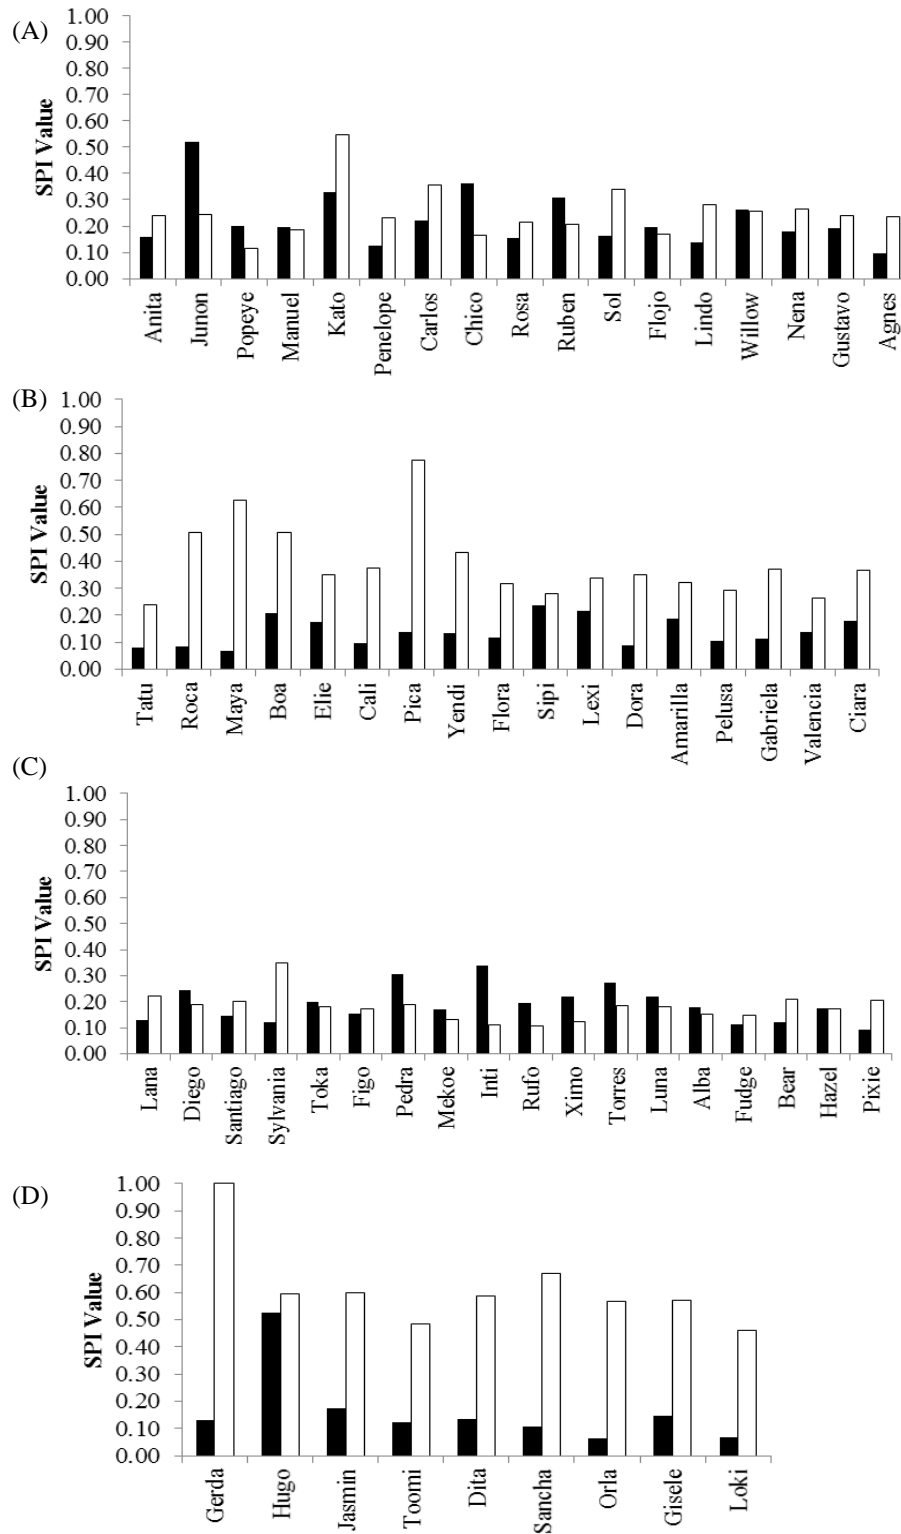 (A)
SPI Value
1.00
0.90
0.80
0.70
0.60
0.50
0.40
0.30
0.20
0.10
0.00
Anita
Junon
Popeye
Manuel
Kato
Penelope
Carlos
Chico
Rosa
Ruben
Sol
Flojo
Lindo
Willow
Nena
Gustavo
Agnes
(B)
SPI Value
1.00
0.90
0.80
0.70
0.60
0.50
0.40
0.30
0.20
0.10
0.00
Tatu
Roca
Maya
Boa
Elie
Cali
Pica
Yendi
Flora
Sipi
Lexi
Dora
Amarilla
Pelusa
Gabriela
Valencia
Ciara
(C)
SPI Value
1.00
0.90
0.80
0.70
0.60
0.50
0.40
0.30
0.20
0.10
0.00
Lana
Diego
Santiago
Sylvania
Toka
Figo
Pedra
Mekoe
Inti
Rufo
Ximo
Torres
Luna
Alba
Fudge
Bear
Hazel
Pixie
(D)
SPI Value
1.00
0.90
0.80
0.70
0.60
0.50
0.40
0.30
0.20
0.10
0.00
Gerda
Hugo
Jasmin
Toomi
Dita
Sancha
Orla
Gisele
Loki